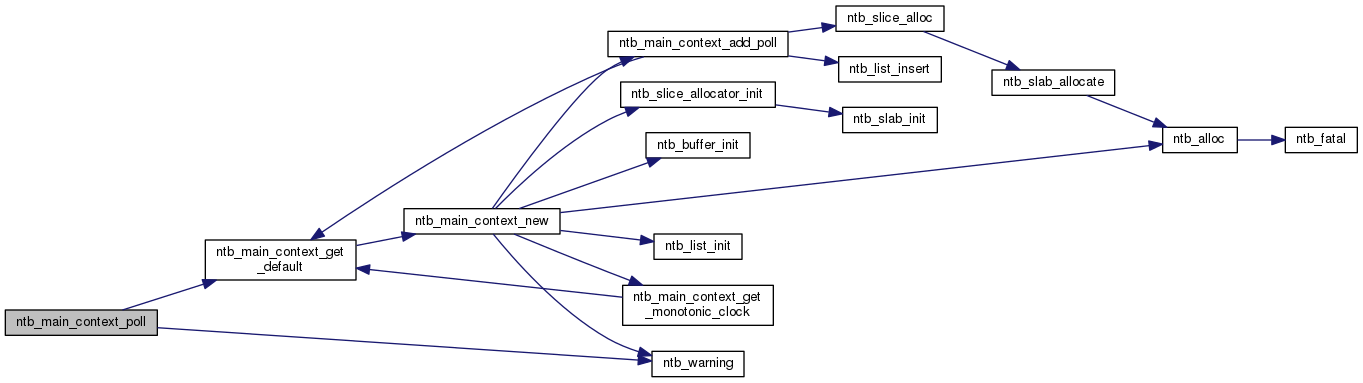 ntb_slice_alloc
ntb_main_context_add_poll
ntb_list_insert
ntb_slab_allocate
ntb_slice_allocator_init
ntb_slab_init
ntb_alloc
ntb_fatal
ntb_buffer_init
ntb_main_context_new
ntb_list_init
ntb_main_context_get
_default
ntb_main_context_get
_monotonic_clock
ntb_main_context_poll
ntb_warning